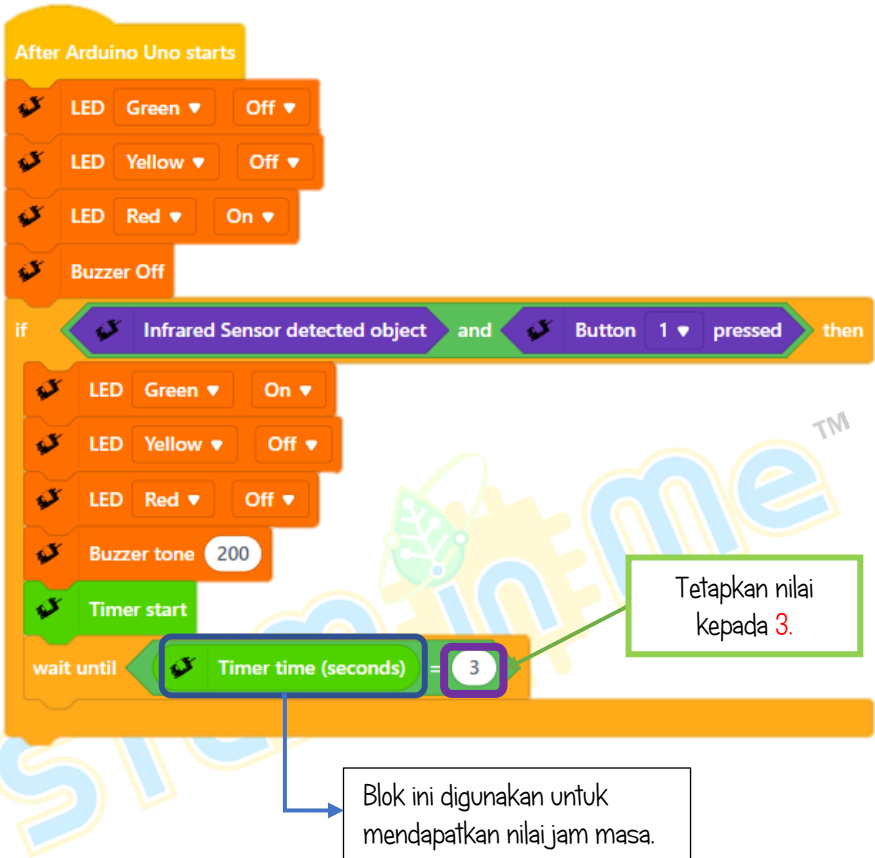 After Arduino Uno starts
LED Green Off
LED Yellow Off
LED Red On
Buzzer Off
if Infrared Sensor detected object and Button 1 pressed then
LED Green On
LED Yellow Off
LED Red Off
Buzzer tone 200
Timer start
wait until Timer time (seconds) = 3
Tetapkan nilai
kepada 3.
Blok ini digunakan untuk
mendapatkan nilai jam masa.
STEM in me TM